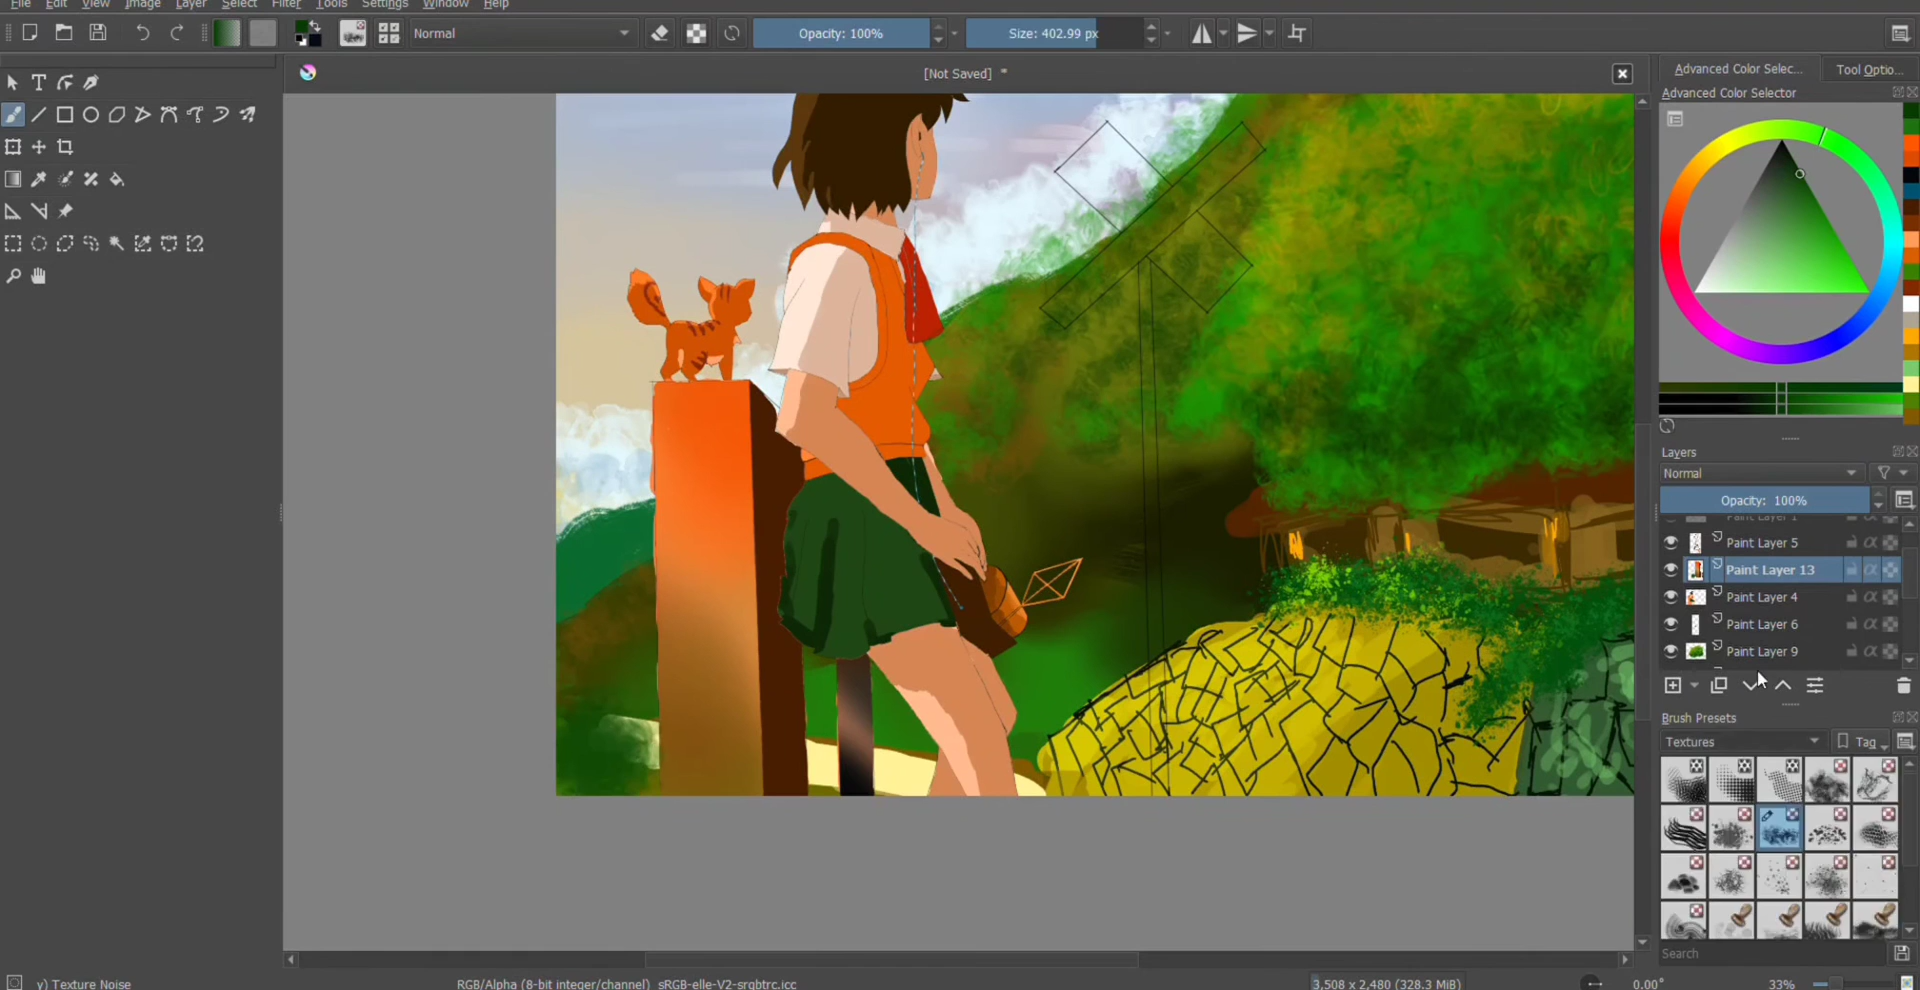 File Edit View Image Layer Select Filter Tools Settings Window Help
Normal
Opacity: 100%
Size: 402.99 px
[Not Saved] *
Advanced Color Selec...
Tool Optio...
Advanced Color Selector
Layers
Normal
Opacity: 100%
Paint Layer 1
Paint Layer 5
Paint Layer 13
Paint Layer 4
Paint Layer 6
Paint Layer 9
Brush Presets
Textures
Tag
Search
y) Texture Noise
RGB/Alpha (8-bit integer/channel) sRGB-elle-V2-srgbtrc.icc
3,508 x 2,480 (328.3 MiB)
0.00°
33%